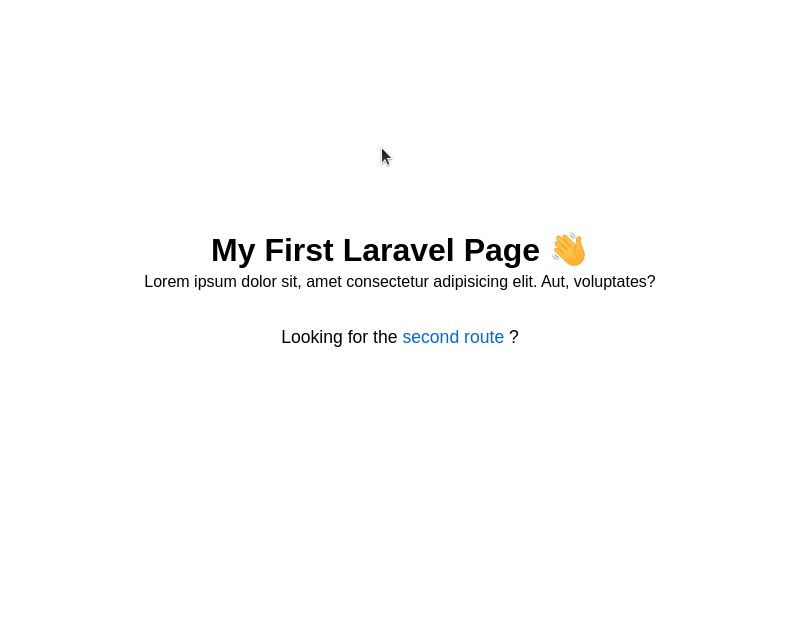 My First Laravel Page 👋
Lorem ipsum dolor sit, amet consectetur adipisicing elit. Aut, voluptates?
Looking for the second route ?